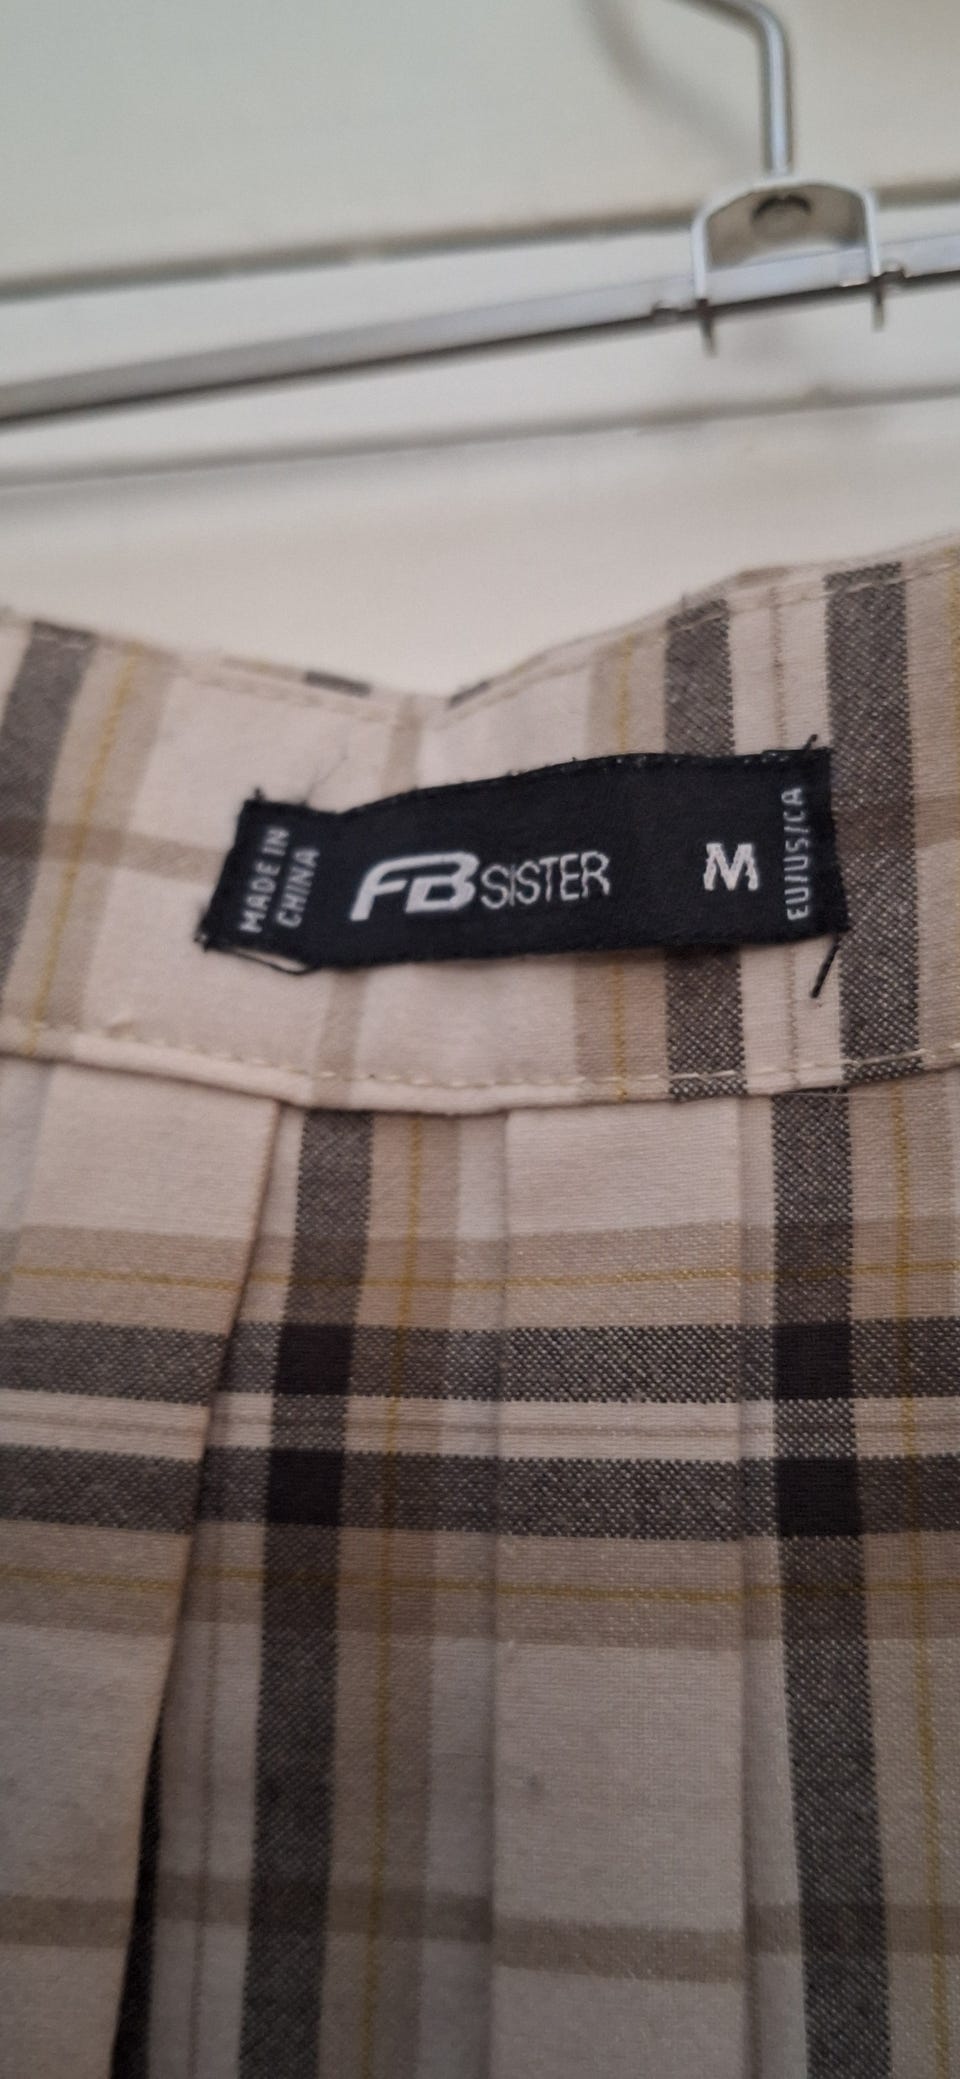 MADE IN
CHINA
FB SISTER
M
EU/US/CA